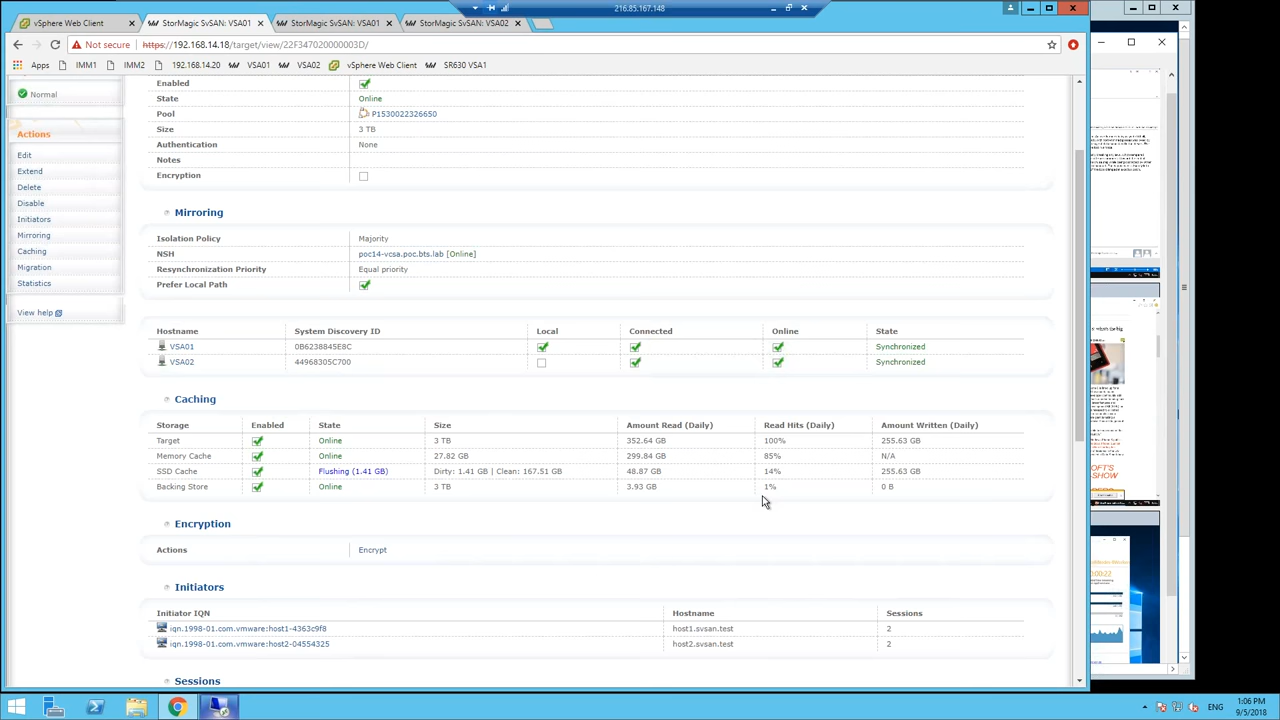 216.85.167.148
vSphere Web Client
StorMagic SvSAN: VSA01
StorMagic SvSAN: VSA02
Not secure https://192.168.14.18/target/view/22F547020000003D/
Apps IMM1 IMM2 192.168.14.20 VSA01 VSA02 vSphere Web Client SR630 VSA1
Normal
Actions
Edit
Extend
Delete
Disable
Initiators
Mirroring
Caching
Migration
Statistics
View help
Enabled
State Online
Pool P1530022326650
Size 3 TB
Authentication None
Notes
Encryption
Mirroring
Isolation Policy Majority
NSH poc14-vcsa.poc.bts.lab [Online]
Resynchronization Priority Equal priority
Prefer Local Path
Hostname System Discovery ID Local Connected Online State
VSA01 0B6238845E8C Synchronized
VSA02 44968305C700 Synchronized
Caching
Storage Enabled State Size Amount Read (Daily) Read Hits (Daily) Amount Written (Daily)
Target Online 3 TB 352.64 GB 100% 255.63 GB
Memory Cache Online 27.82 GB 299.84 GB 85% N/A
SSD Cache Flushing (1.41 GB) Dirty: 1.41 GB | Clean: 167.51 GB 48.87 GB 14% 255.63 GB
Backing Store Online 3 TB 3.93 GB 1% 0 B
Encryption
Actions Encrypt
Initiators
Initiator IQN Hostname Sessions
iqn.1998-01.com.vmware:host1-4363c9f8 host1.svsan.test 2
iqn.1998-01.com.vmware:host2-04554325 host2.svsan.test 2
Sessions
OFT'S
ENG
1:06 PM
9/5/2018